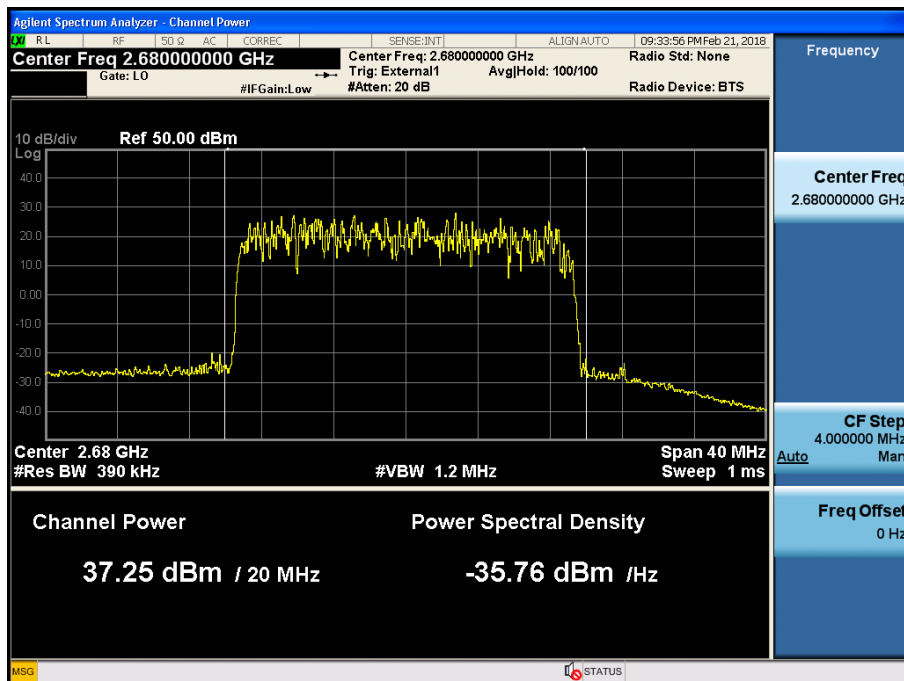 Agilent Spectrum Analyzer - Channel Power
LXI RL RF 50 Ω AC CORREC SENSE:INT ALIGN AUTO 09:33:56 PM Feb 21, 2018
Center Freq 2.680000000 GHz
Center Freq: 2.680000000 GHz
Radio Std: None
Frequency
Gate: LO
Trig: External1 Avg|Hold: 100/100
#IFGain:Low
#Atten: 20 dB
Radio Device: BTS
10 dB/div Ref 50.00 dBm
Log
40.0
30.0
20.0
10.0
0.00
-10.0
-20.0
-30.0
-40.0
Center Freq
2.680000000 GHz
Center 2.68 GHz Span 40 MHz
#Res BW 390 kHz #VBW 1.2 MHz Sweep 1 ms
CF Step
4.000000 MHz
Auto Man
Freq Offset
0 Hz
Channel Power
Power Spectral Density
37.25 dBm / 20 MHz
-35.76 dBm /Hz
MSG STATUS